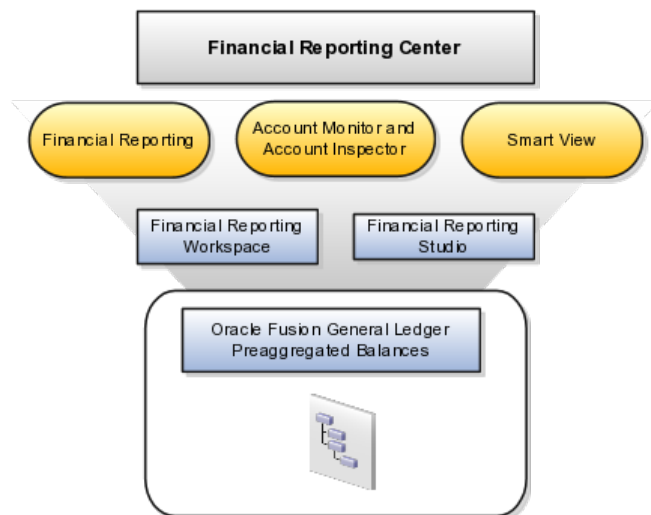 Financial Reporting Center
Financial Reporting
Account Monitor and
Account Inspector
Smart View
Financial Reporting
Workspace
Financial Reporting
Studio
Oracle Fusion General Ledger
Preaggregated Balances